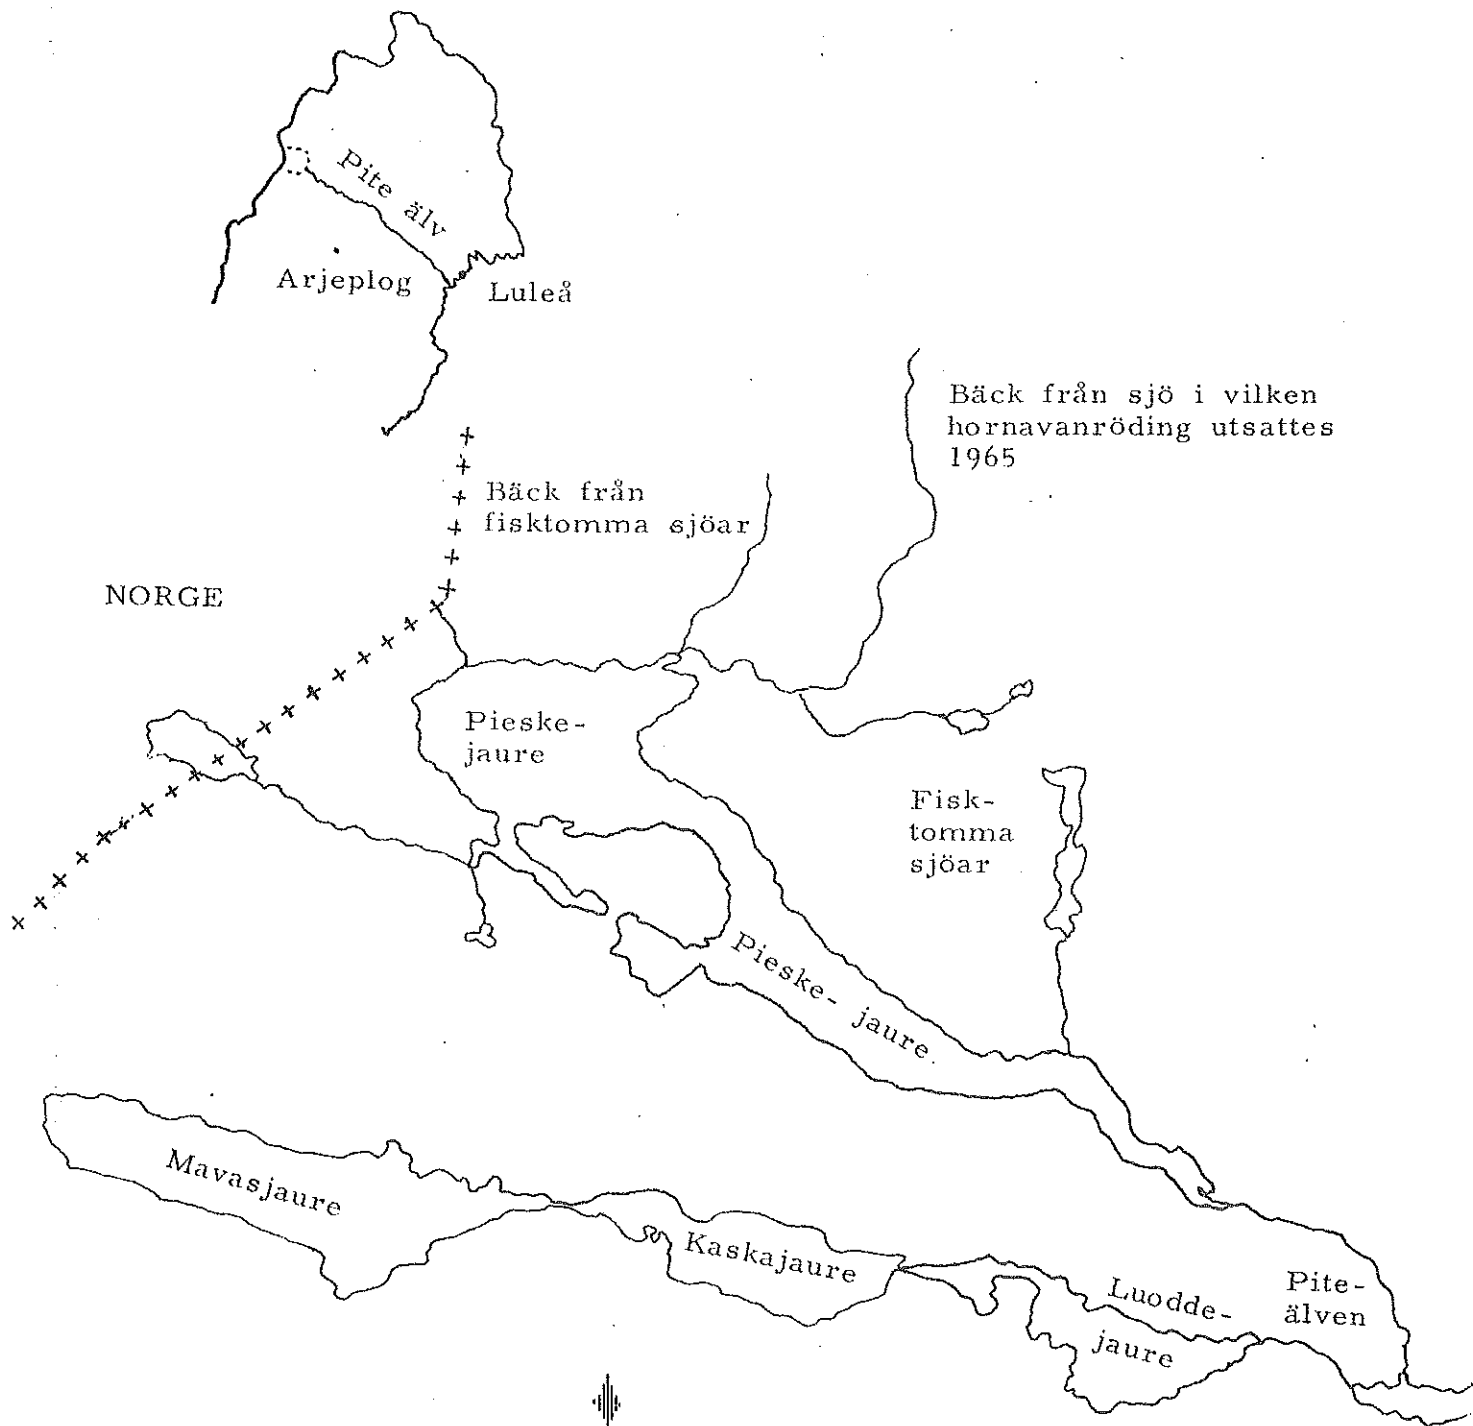 Pite älv
Arjeplog
Luleå
Bäck från sjö i vilken
hornavanröding utsattes
1965
Bäck från
fisktomma sjöar
NORGE
Pieske-
jaure
Fisk-
tomma
sjöar
Pieske- jaure
Mavasjaure
Kaskajaure
Luodde-
jaure
Pite-
älven